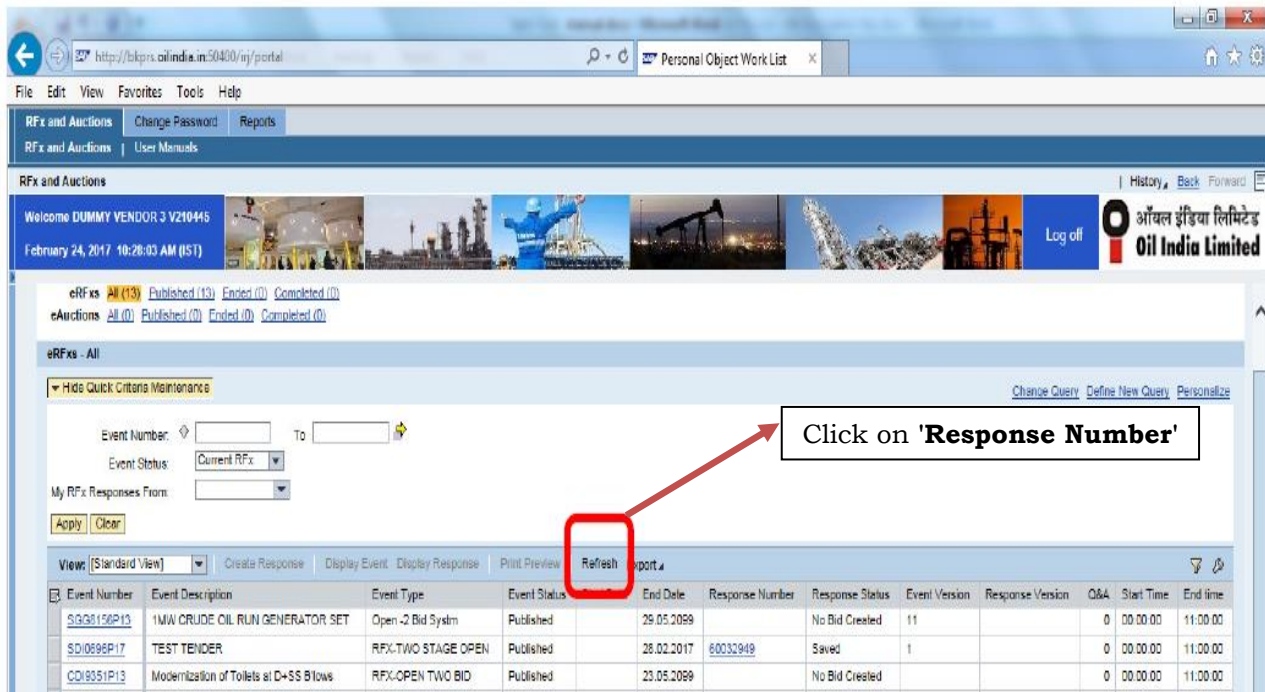 http://bkprs.oilindia.in:50400/irj/portal
Personal Object Work List
File Edit View Favorites Tools Help
RFx and Auctions Change Password Reports
RFx and Auctions | User Manuals
RFx and Auctions | History Back Forward
Welcome DUMMY VENDOR 3 V210445
February 24, 2017 10:28:03 AM (IST)
Log off
ऑयल इंडिया लिमिटेड
Oil India Limited
eRFxs All (13) Published (13) Ended (0) Completed (0)
eAuctions All (0) Published (0) Ended (0) Completed (0)
eRFxs - All
Hide Quick Criteria Maintenance
Change Query Define New Query Personalize
Event Number: To
Click on 'Response Number'
Event Status: Current RFx
My RFx Responses From:
Apply Clear
View: [Standard View] Create Response Display Event Display Response Print Preview Refresh xport
Event Number Event Description Event Type Event Status End Date Response Number Response Status Event Version Response Version Q&A Start Time End time
SGG6156P13 1MW CRUDE OIL RUN GENERATOR SET Open -2 Bid Systm Published 29.05.2099 No Bid Created 11 0 00:00:00 11:00:00
SDI0696P17 TEST TENDER RFX-TWO STAGE OPEN Published 28.02.2017 60032949 Saved 1 0 00:00:00 11:00:00
CDI9351P13 Modernization of Toilets at D+SS B'lows RFX-OPEN TWO BID Published 23.05.2099 No Bid Created 0 00:00:00 11:00:00